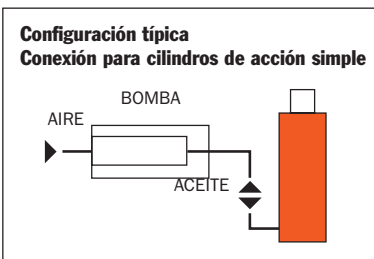 Configuración típica
Conexión para cilindros de acción simple
BOMBA
AIRE
ACEITE